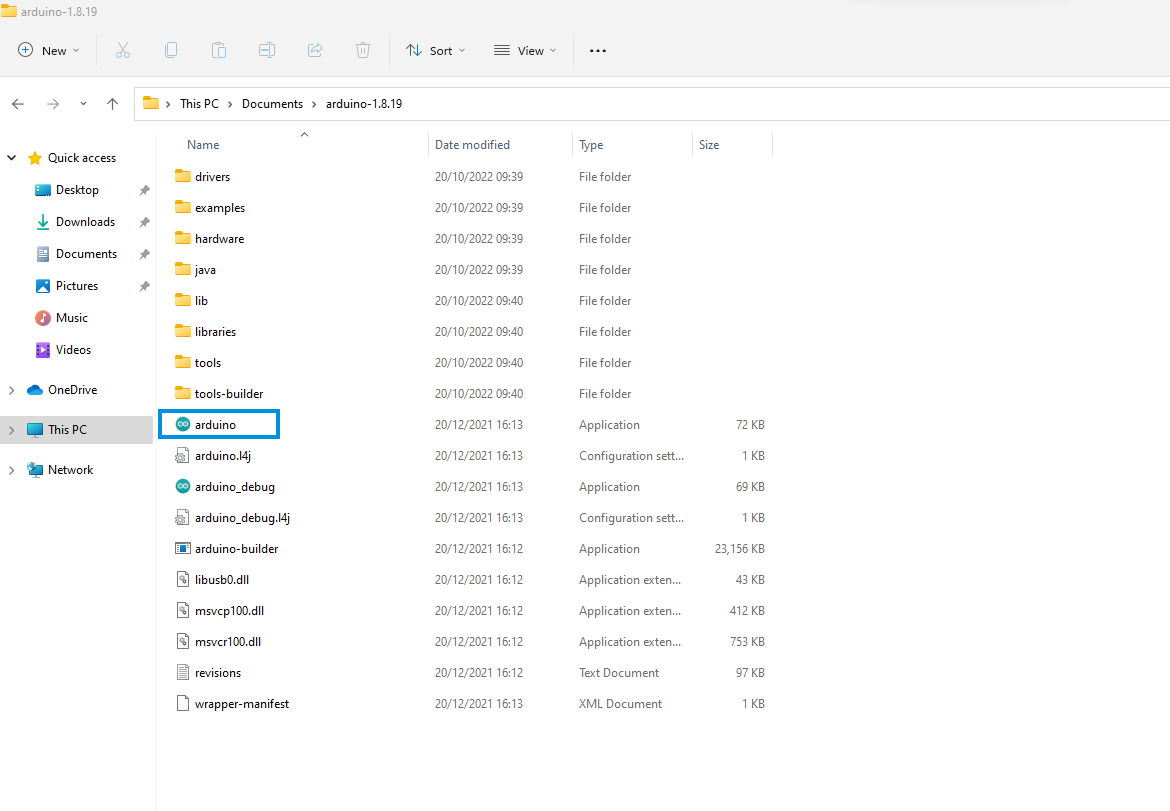 arduino-1.8.19
New Sort View
This PC Documents arduino-1.8.19
Name Date modified Type Size
Quick access
Desktop
Downloads
Documents
Pictures
Music
Videos
OneDrive
This PC
Network
drivers 20/10/2022 09:39 File folder
examples 20/10/2022 09:39 File folder
hardware 20/10/2022 09:39 File folder
java 20/10/2022 09:39 File folder
lib 20/10/2022 09:40 File folder
libraries 20/10/2022 09:40 File folder
tools 20/10/2022 09:40 File folder
tools-builder 20/10/2022 09:40 File folder
arduino 20/12/2021 16:13 Application 72 KB
arduino.l4j 20/12/2021 16:13 Configuration sett... 1 KB
arduino_debug 20/12/2021 16:13 Application 69 KB
arduino_debug.l4j 20/12/2021 16:13 Configuration sett... 1 KB
arduino-builder 20/12/2021 16:12 Application 23,156 KB
libusb0.dll 20/12/2021 16:12 Application exten... 43 KB
msvcp100.dll 20/12/2021 16:12 Application exten... 412 KB
msvcr100.dll 20/12/2021 16:12 Application exten... 753 KB
revisions 20/12/2021 16:12 Text Document 97 KB
wrapper-manifest 20/12/2021 16:13 XML Document 1 KB